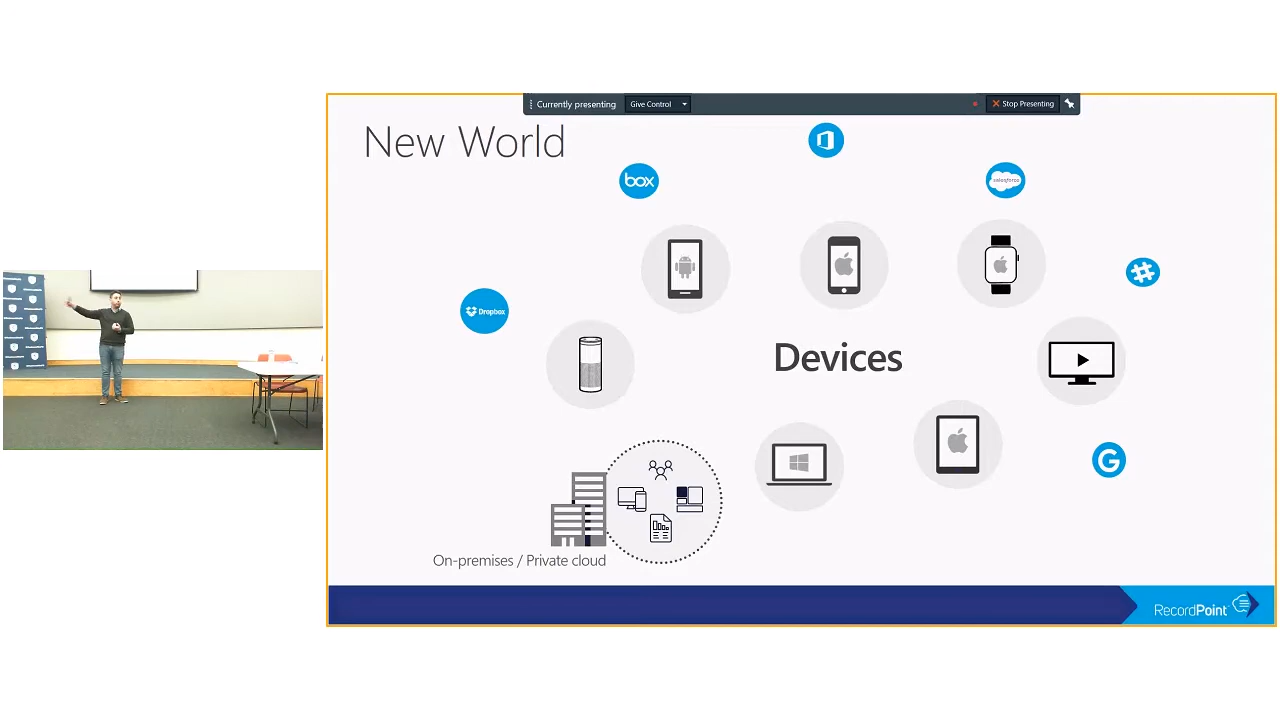 Currently presenting
Give Control
Stop Presenting
New World
box
salesforce
Dropbox
Devices
G
On-premises / Private cloud
RecordPoint